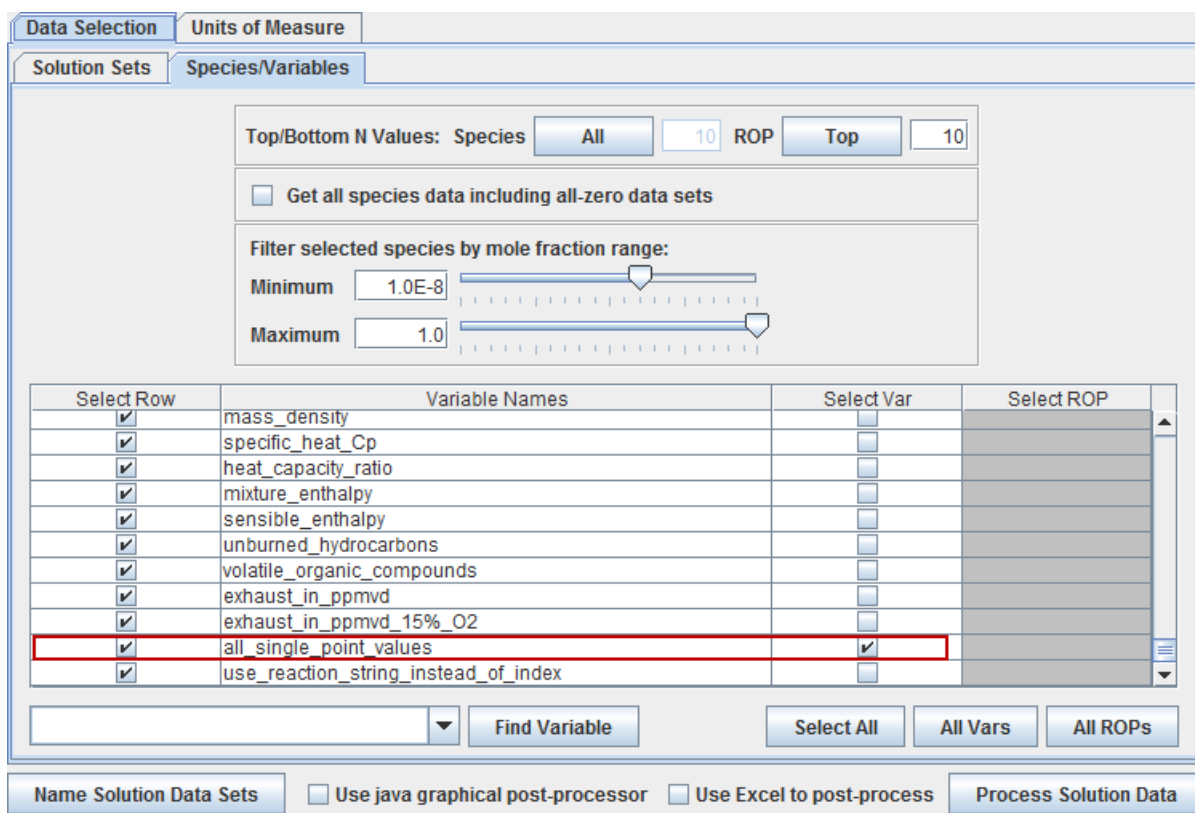 Data Selection Units of Measure
Solution Sets Species/Variables
Top/Bottom N Values: Species All 10 ROP Top 10
Get all species data including all-zero data sets
Filter selected species by mole fraction range:
Minimum 1.0E-8
Maximum 1.0
Select Row Variable Names Select Var Select ROP
mass_density
specific_heat_Cp
heat_capacity_ratio
mixture_enthalpy
sensible_enthalpy
unburned_hydrocarbons
volatile_organic_compounds
exhaust_in_ppmvd
exhaust_in_ppmvd_15%_O2
all_single_point_values
use_reaction_string_instead_of_index
Find Variable Select All All Vars All ROPs
Name Solution Data Sets Use java graphical post-processor Use Excel to post-process Process Solution Data